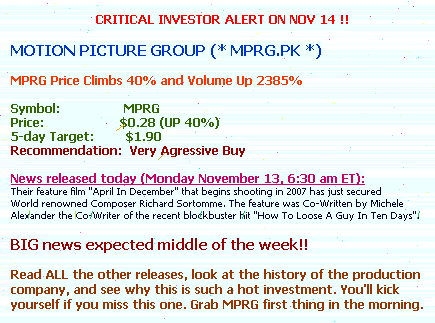 CRITICAL INVESTOR ALERT ON NOV 14 !!
MOTION PICTURE GROUP (* MPRG.PK *)
MPRG Price Climbs 40% and Volume Up 2385%
Symbol: MPRG
Price: $0.28 (UP 40%)
5-day Target: $1.90
Recommendation: Very Agressive Buy
News released today (Monday November 13, 6:30 am ET):
Their feature film "April In December" that begins shooting in 2007 has just secured
World renowned Composer Richard Sortomme. The feature was Co-Written by Michele
Alexander the Co-Writer of the recent blockbuster hit "How To Loose A Guy In Ten Days".
BIG news expected middle of the week!!
Read ALL the other releases, look at the history of the production
company, and see why this is such a hot investment. You'll kick
yourself if you miss this one. Grab MPRG first thing in the morning.